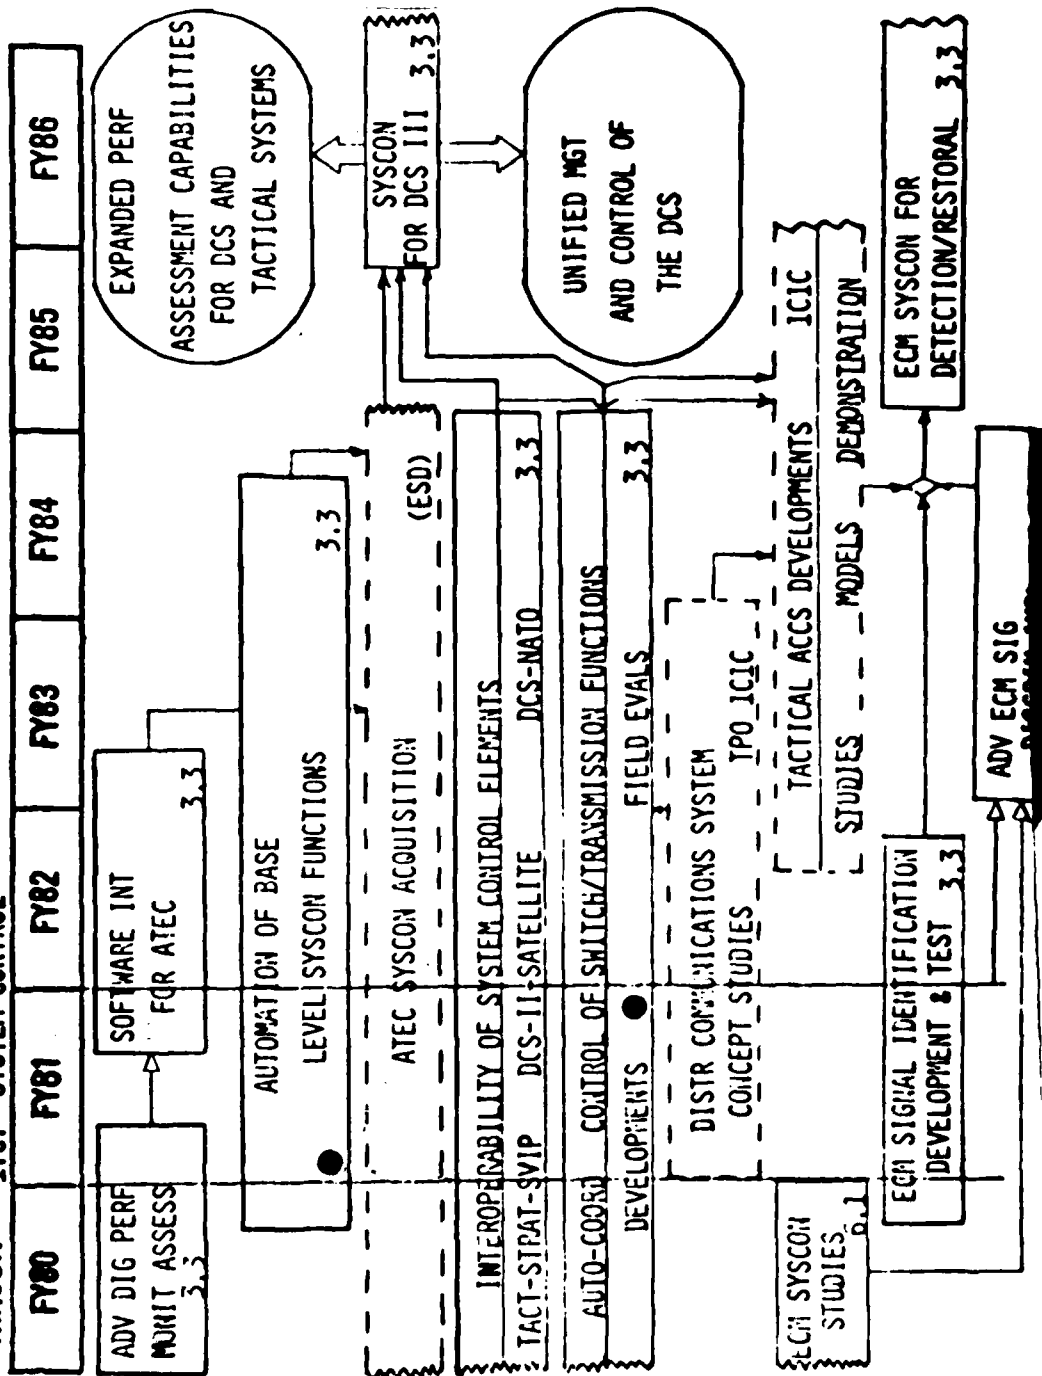 SYSTEM CONTROL
FY80 FY81 FY82 FY83 FY84 FY85 FY86
ADV DIG PERF
MONIT ASSESS
3.3
SOFTWARE INT
FOR ATEC
3.3
EXPANDED PERF
ASSESSMENT CAPABILITIES
FOR DCS AND
TACTICAL SYSTEMS
AUTOMATION OF BASE
LEVEL SYSCON FUNCTIONS
3.3
ATEC SYSCON ACQUISITION
(ESD)
SYSCON
FOR DCS III
3.3
INTEROPERABILITY OF SYSTEM CONTROL ELEMENTS
TACT-STRAT-SVIP DCS-II-SATELLITE DCS-NATO 3.3
AUTO-COORD CONTROL OF SWITCH/TRANSMISSION FUNCTIONS
DEVELOPMENTS FIELD EVALS 3.3
UNIFIED MGT
AND CONTROL OF
THE DCS
DISTR COMMUNICATIONS SYSTEM
CONCEPT STUDIES TPO ICIC
TACTICAL ACCS DEVELOPMENTS ICIC
STUDIES MODELS DEMONSTRATION
ECM SYSCON
STUDIES
ECM SIGNAL IDENTIFICATION
DEVELOPMENT & TEST 3.3
ECM SYSCON FOR
DETECTION/RESTORAL 3.3
ADV ECM SIG